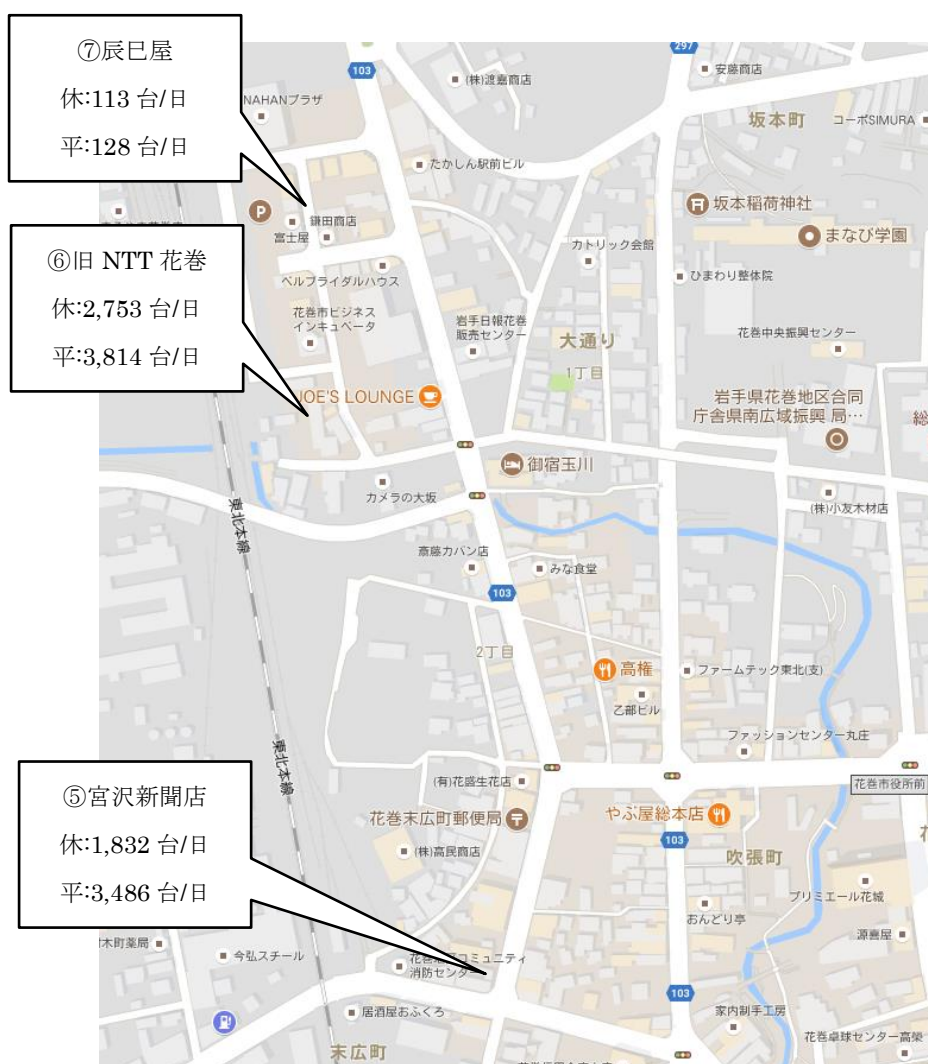 ⑦辰巳屋
休:113 台/日
平:128 台/日
⑥旧 NTT 花巻
休:2,753 台/日
平:3,814 台/日
⑤宮沢新聞店
休:1,832 台/日
平:3,486 台/日
103
297
(株)渡嘉商店
安藤商店
NAHANプラザ
坂本町
コーポSIMURA
たかしん駅前ビル
坂本稲荷神社
P
鎌田商店
富士屋
まなび学園
カトリック会館
ベルブライダルハウス
ひまわり整体院
花巻市ビジネス
インキュベータ
岩手日報花巻
販売センター
大通り
1丁目
花巻中央振興センター
JOE'S LOUNGE
岩手県花巻地区合同
庁舎県南広域振興 局…
総
御宿玉川
カメラの大坂
(株)小友木材店
東北本線
斎藤カバン店
みな食堂
103
2丁目
高権
ファームテック東北(支)
乙部ビル
ファッションセンター丸庄
東北本線
(有)花盛生花店
花巻市役所前
花巻末広町郵便局
やぶ屋総本店
103
(株)高民商店
吹張町
プリミエール花城
おんどり亭
源喜屋
材木町薬局
今弘スチール
コミュニティ
消防センター
103
居酒屋おふくろ
家内制手工房
末広町
花巻卓球センター高榮